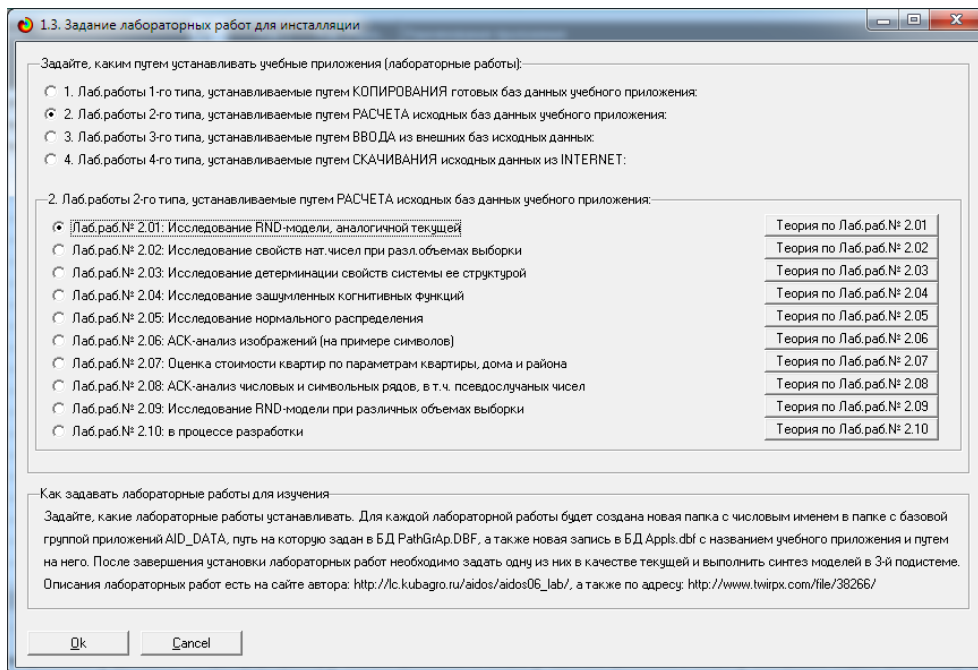 1.3. Задание лабораторных работ для инсталляции
Задайте, каким путем устанавливать учебные приложения (лабораторные работы):
1. Лаб.работы 1-го типа, устанавливаемые путем КОПИРОВАНИЯ готовых баз данных учебного приложения:
2. Лаб.работы 2-го типа, устанавливаемые путем РАСЧЕТА исходных баз данных учебного приложения:
3. Лаб.работы 3-го типа, устанавливаемые путем ВВОДА из внешних баз исходных данных:
4. Лаб.работы 4-го типа, устанавливаемые путем СКАЧИВАНИЯ исходных данных из INTERNET:
2. Лаб.работы 2-го типа, устанавливаемые путем РАСЧЕТА исходных баз данных учебного приложения:
Лаб.раб.№ 2.01: Исследование RND-модели, аналогичной текущей Теория по Лаб.раб.№ 2.01
Лаб.раб.№ 2.02: Исследование свойств нат.чисел при разл.объемах выборки Теория по Лаб.раб.№ 2.02
Лаб.раб.№ 2.03: Исследование детерминации свойств системы ее структурой Теория по Лаб.раб.№ 2.03
Лаб.раб.№ 2.04: Исследование зашумленных когнитивных функций Теория по Лаб.раб.№ 2.04
Лаб.раб.№ 2.05: Исследование нормального распределения Теория по Лаб.раб.№ 2.05
Лаб.раб.№ 2.06: АСК-анализ изображений (на примере символов) Теория по Лаб.раб.№ 2.06
Лаб.раб.№ 2.07: Оценка стоимости квартир по параметрам квартиры, дома и района Теория по Лаб.раб.№ 2.07
Лаб.раб.№ 2.08: АСК-анализ числовых и символьных рядов, в т.ч. псевдослучаных чисел Теория по Лаб.раб.№ 2.08
Лаб.раб.№ 2.09: Исследование RND-модели при различных объемах выборки Теория по Лаб.раб.№ 2.09
Лаб.раб.№ 2.10: в процессе разработки Теория по Лаб.раб.№ 2.10
Как задавать лабораторные работы для изучения
Задайте, какие лабораторные работы устанавливать. Для каждой лабораторной работы будет создана новая папка с числовым именем в папке с базовой
группой приложений AID_DATA, путь на которую задан в БД PathGrAp.DBF, а также новая запись в БД Appls.dbf с названием учебного приложения и путем
на него. После завершения установки лабораторных работ необходимо задать одну из них в качестве текущей и выполнить синтез моделей в 3-й подистеме.
Описания лабораторных работ есть на сайте автора: http://lc.kubagro.ru/aidos/aidos06_lab/, а также по адресу: http://www.twirpx.com/file/38266/
Ok Cancel